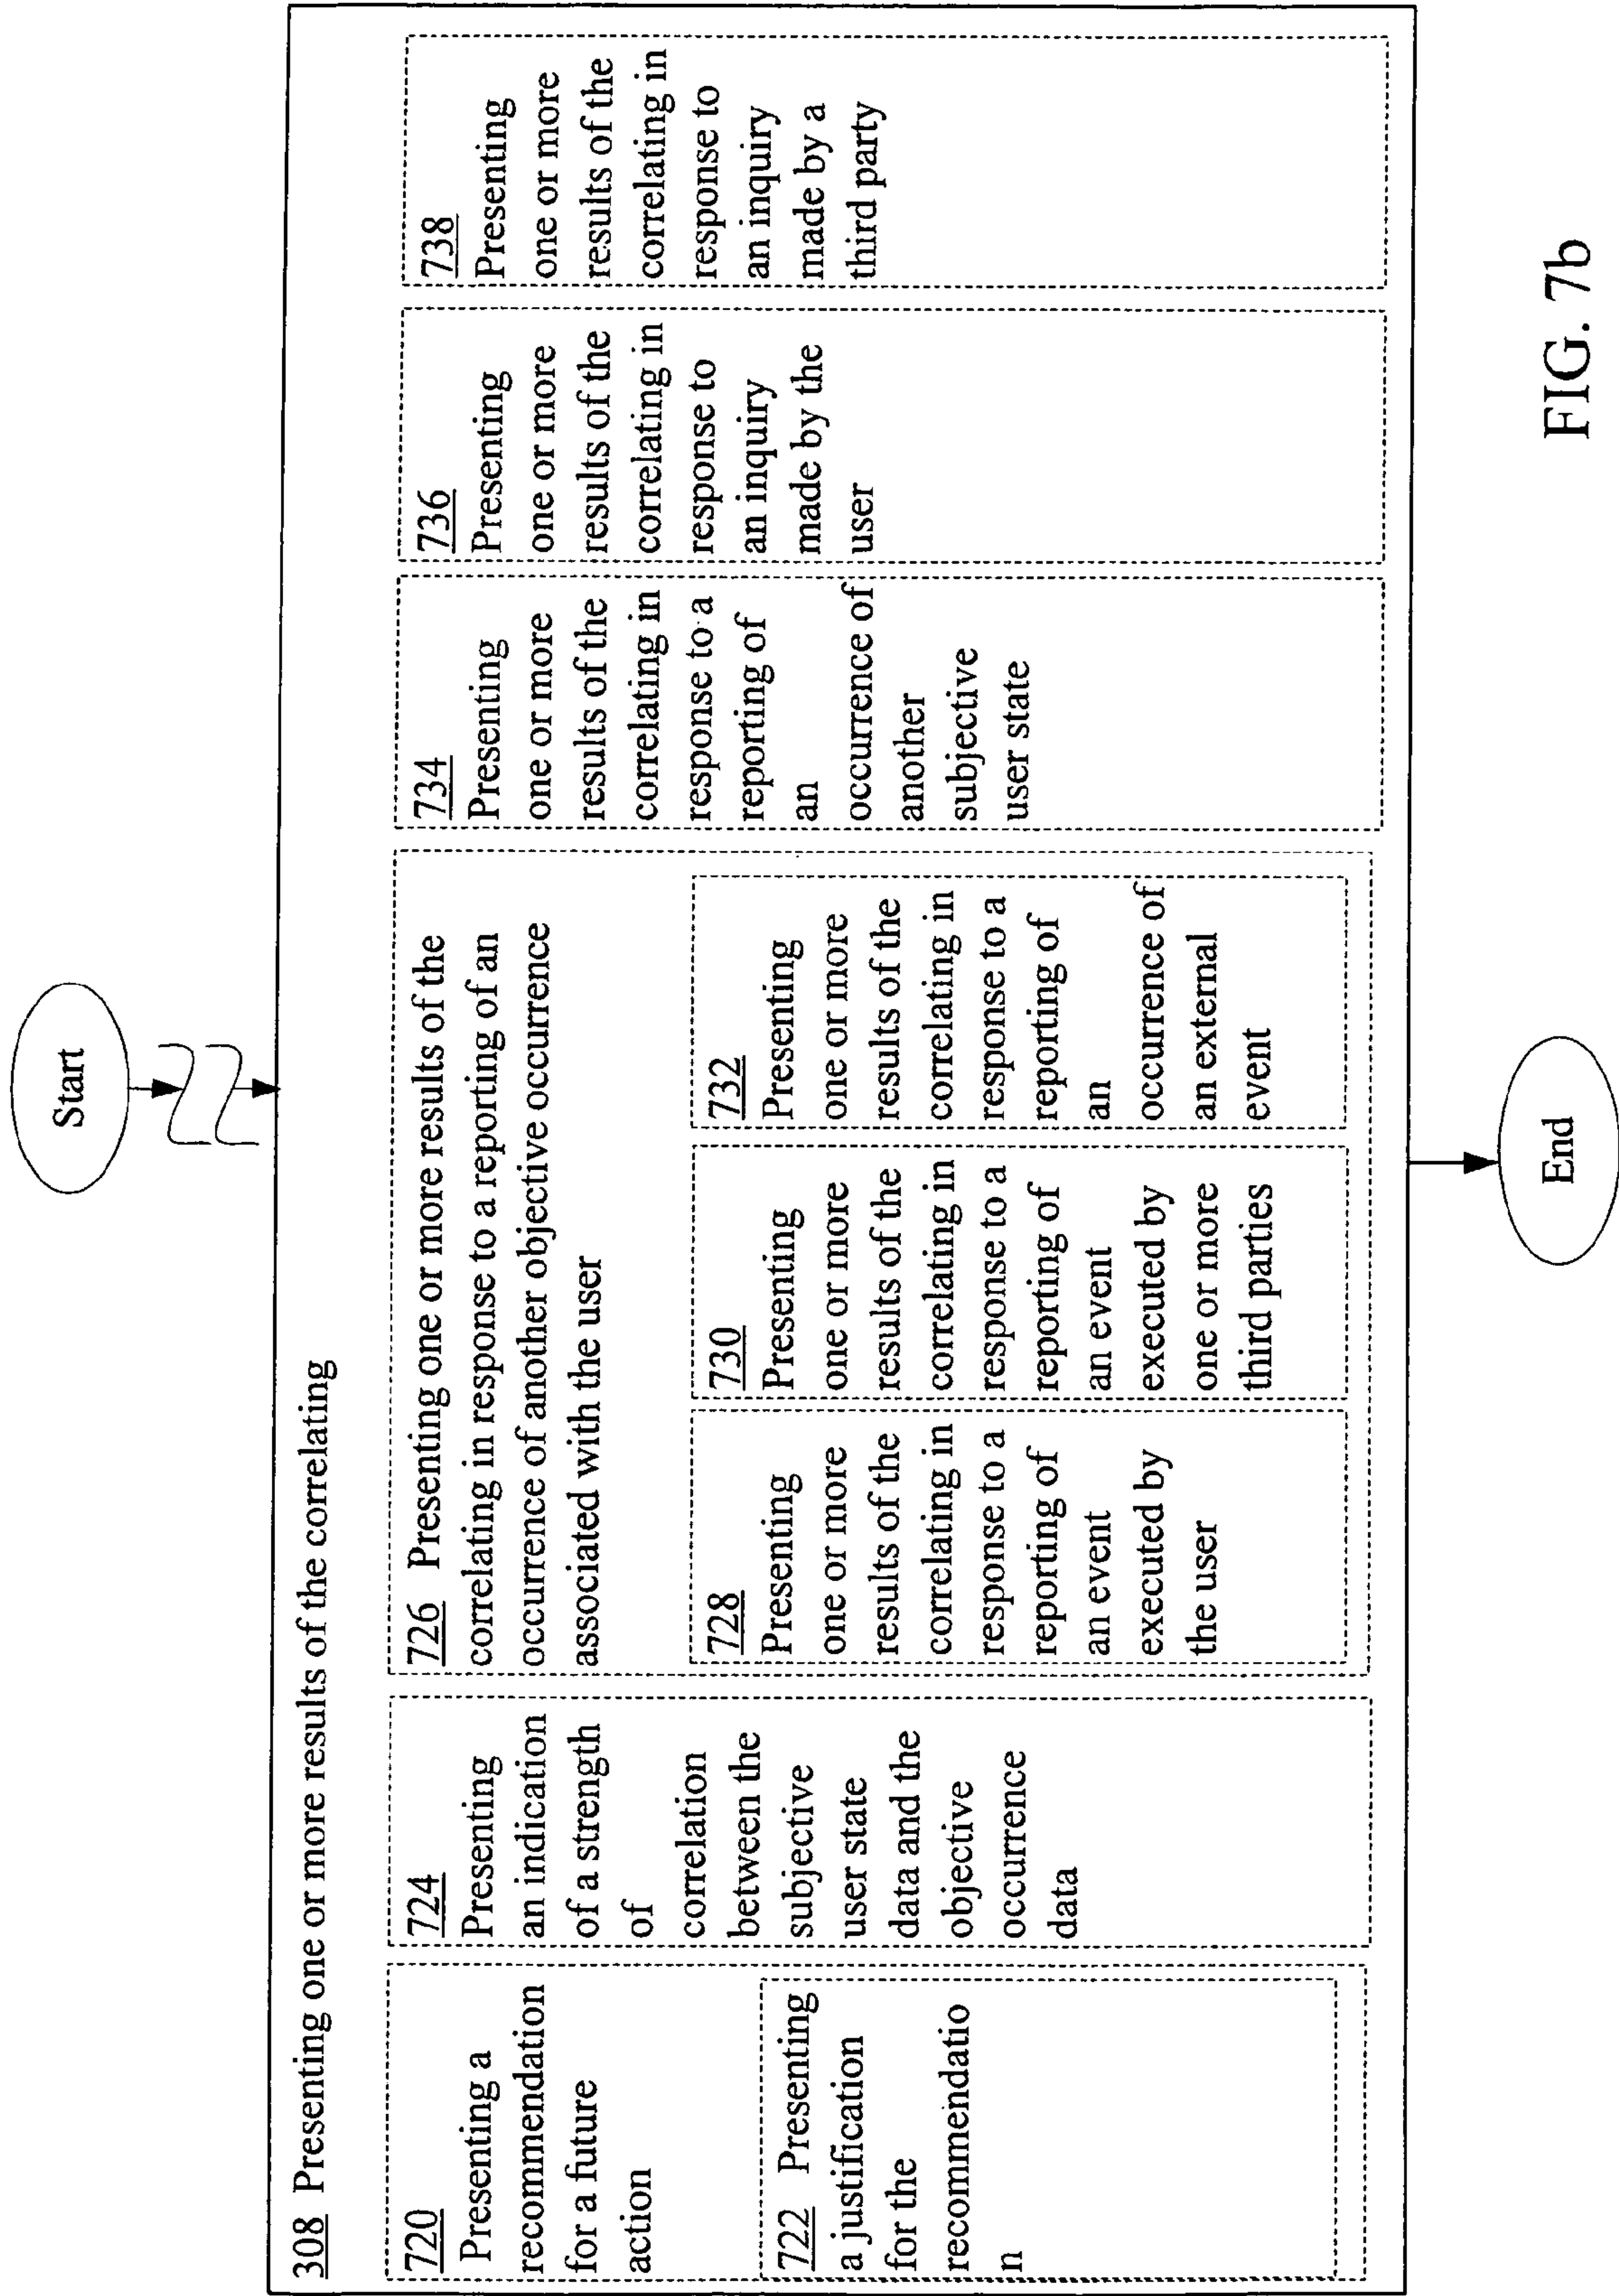 Start
308 Presenting one or more results of the correlating
720
Presenting a
recommendation
for a future
action
722 Presenting
a justification
for the
recommendatio
n
724
Presenting
an indication
of a strength
of
correlation
between the
subjective
user state
data and the
objective
occurrence
data
726 Presenting one or more results of the
correlating in response to a reporting of an
occurrence of another objective occurrence
associated with the user
728
Presenting
one or more
results of the
correlating in
response to a
reporting of
an event
executed by
the user
730
Presenting
one or more
results of the
correlating in
response to a
reporting of
an event
executed by
one or more
third parties
732
Presenting
one or more
results of the
correlating in
response to a
reporting of
an
occurrence of
an external
event
734
Presenting
one or more
results of the
correlating in
response to a
reporting of
an
occurrence of
another
subjective
user state
736
Presenting
one or more
results of the
correlating in
response to
an inquiry
made by the
user
738
Presenting
one or more
results of the
correlating in
response to
an inquiry
made by a
third party
End
FIG. 7b